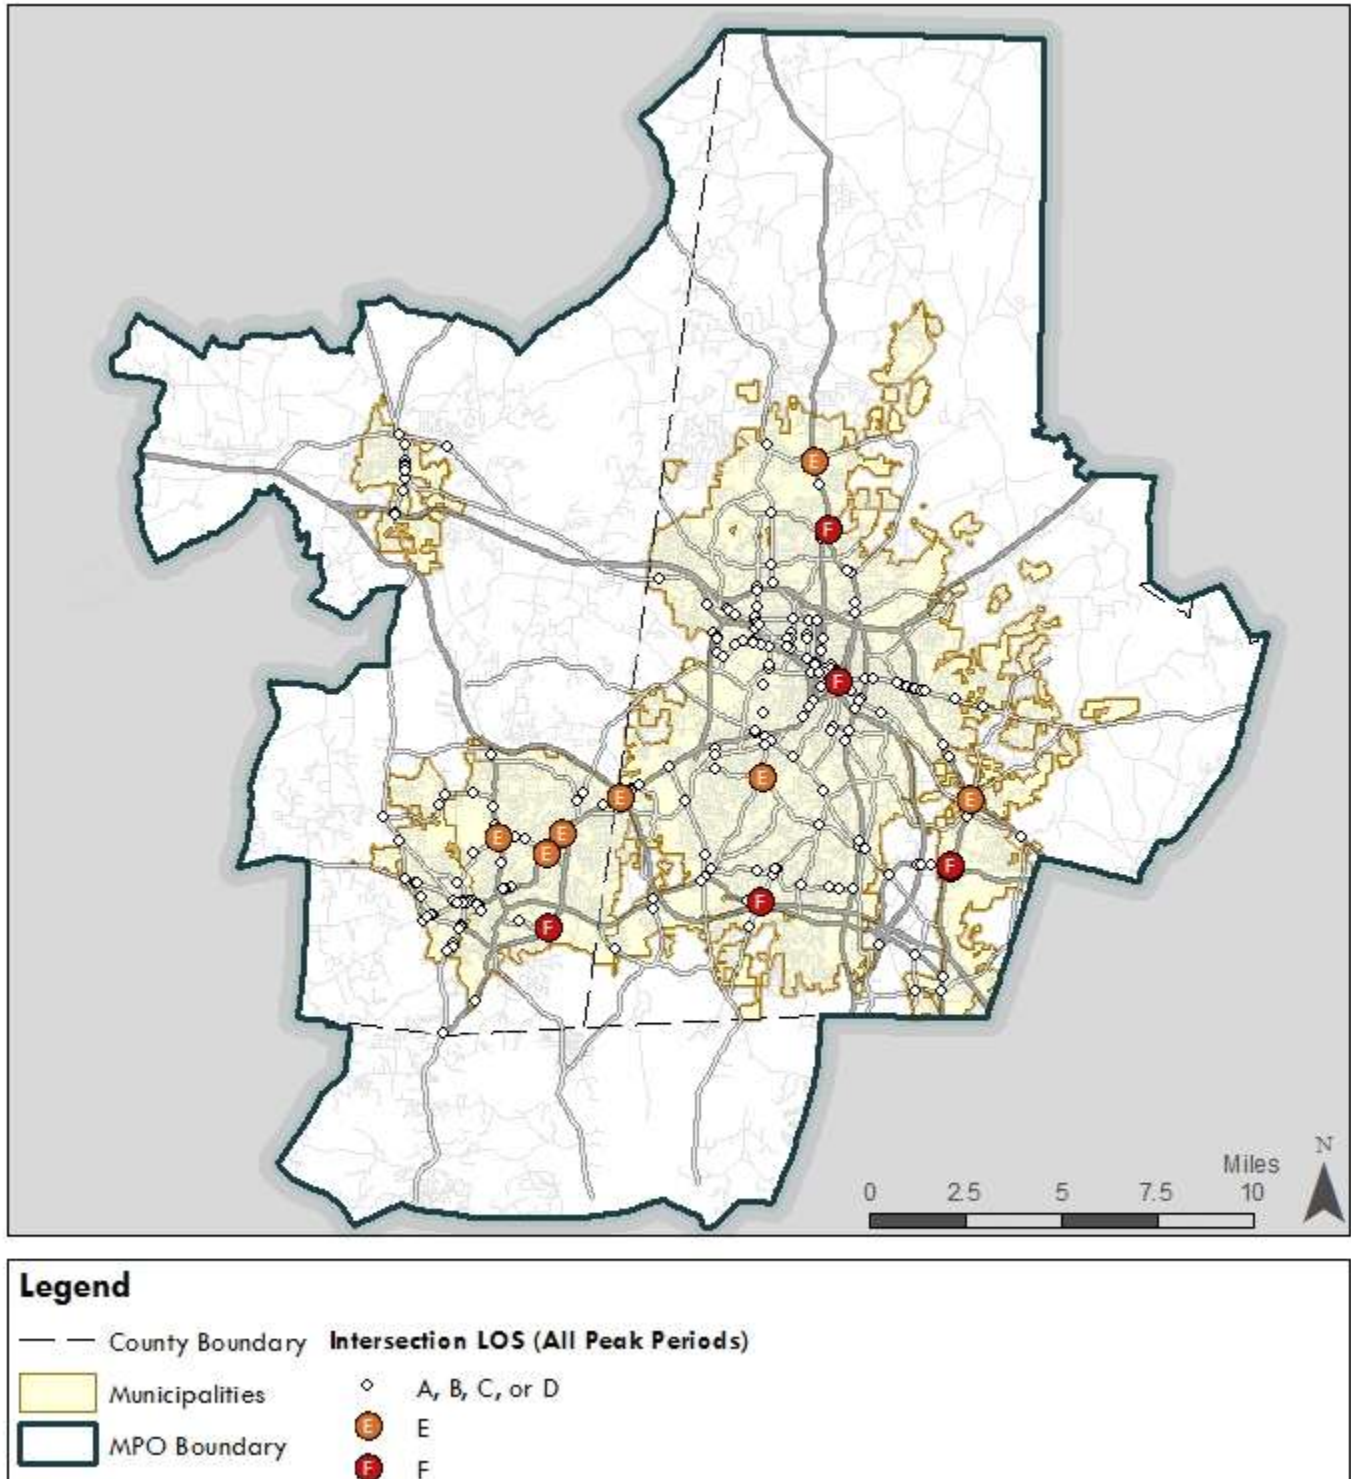 E
F
F
E
E
E
E
E
E
F
F
F
Miles
N
0 2.5 5 7.5 10
Legend
County Boundary Intersection LOS (All Peak Periods)
Municipalities A, B, C, or D
E E
MPO Boundary
F F